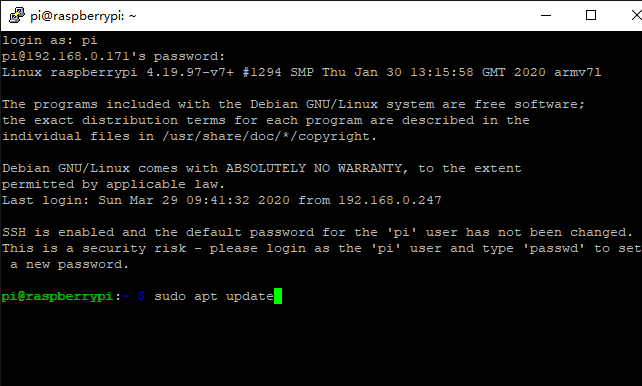 pi@raspberrypi: ~
login as: pi
pi@192.168.0.171's password:
Linux raspberrypi 4.19.97-v7+ #1294 SMP Thu Jan 30 13:15:58 GMT 2020 armv7l
The programs included with the Debian GNU/Linux system are free software;
the exact distribution terms for each program are described in the
individual files in /usr/share/doc/*/copyright.
Debian GNU/Linux comes with ABSOLUTELY NO WARRANTY, to the extent
permitted by applicable law.
Last login: Sun Mar 29 09:41:32 2020 from 192.168.0.247
SSH is enabled and the default password for the 'pi' user has not been changed.
This is a security risk - please login as the 'pi' user and type 'passwd' to set
 a new password.
pi@raspberrypi:~ $ sudo apt update